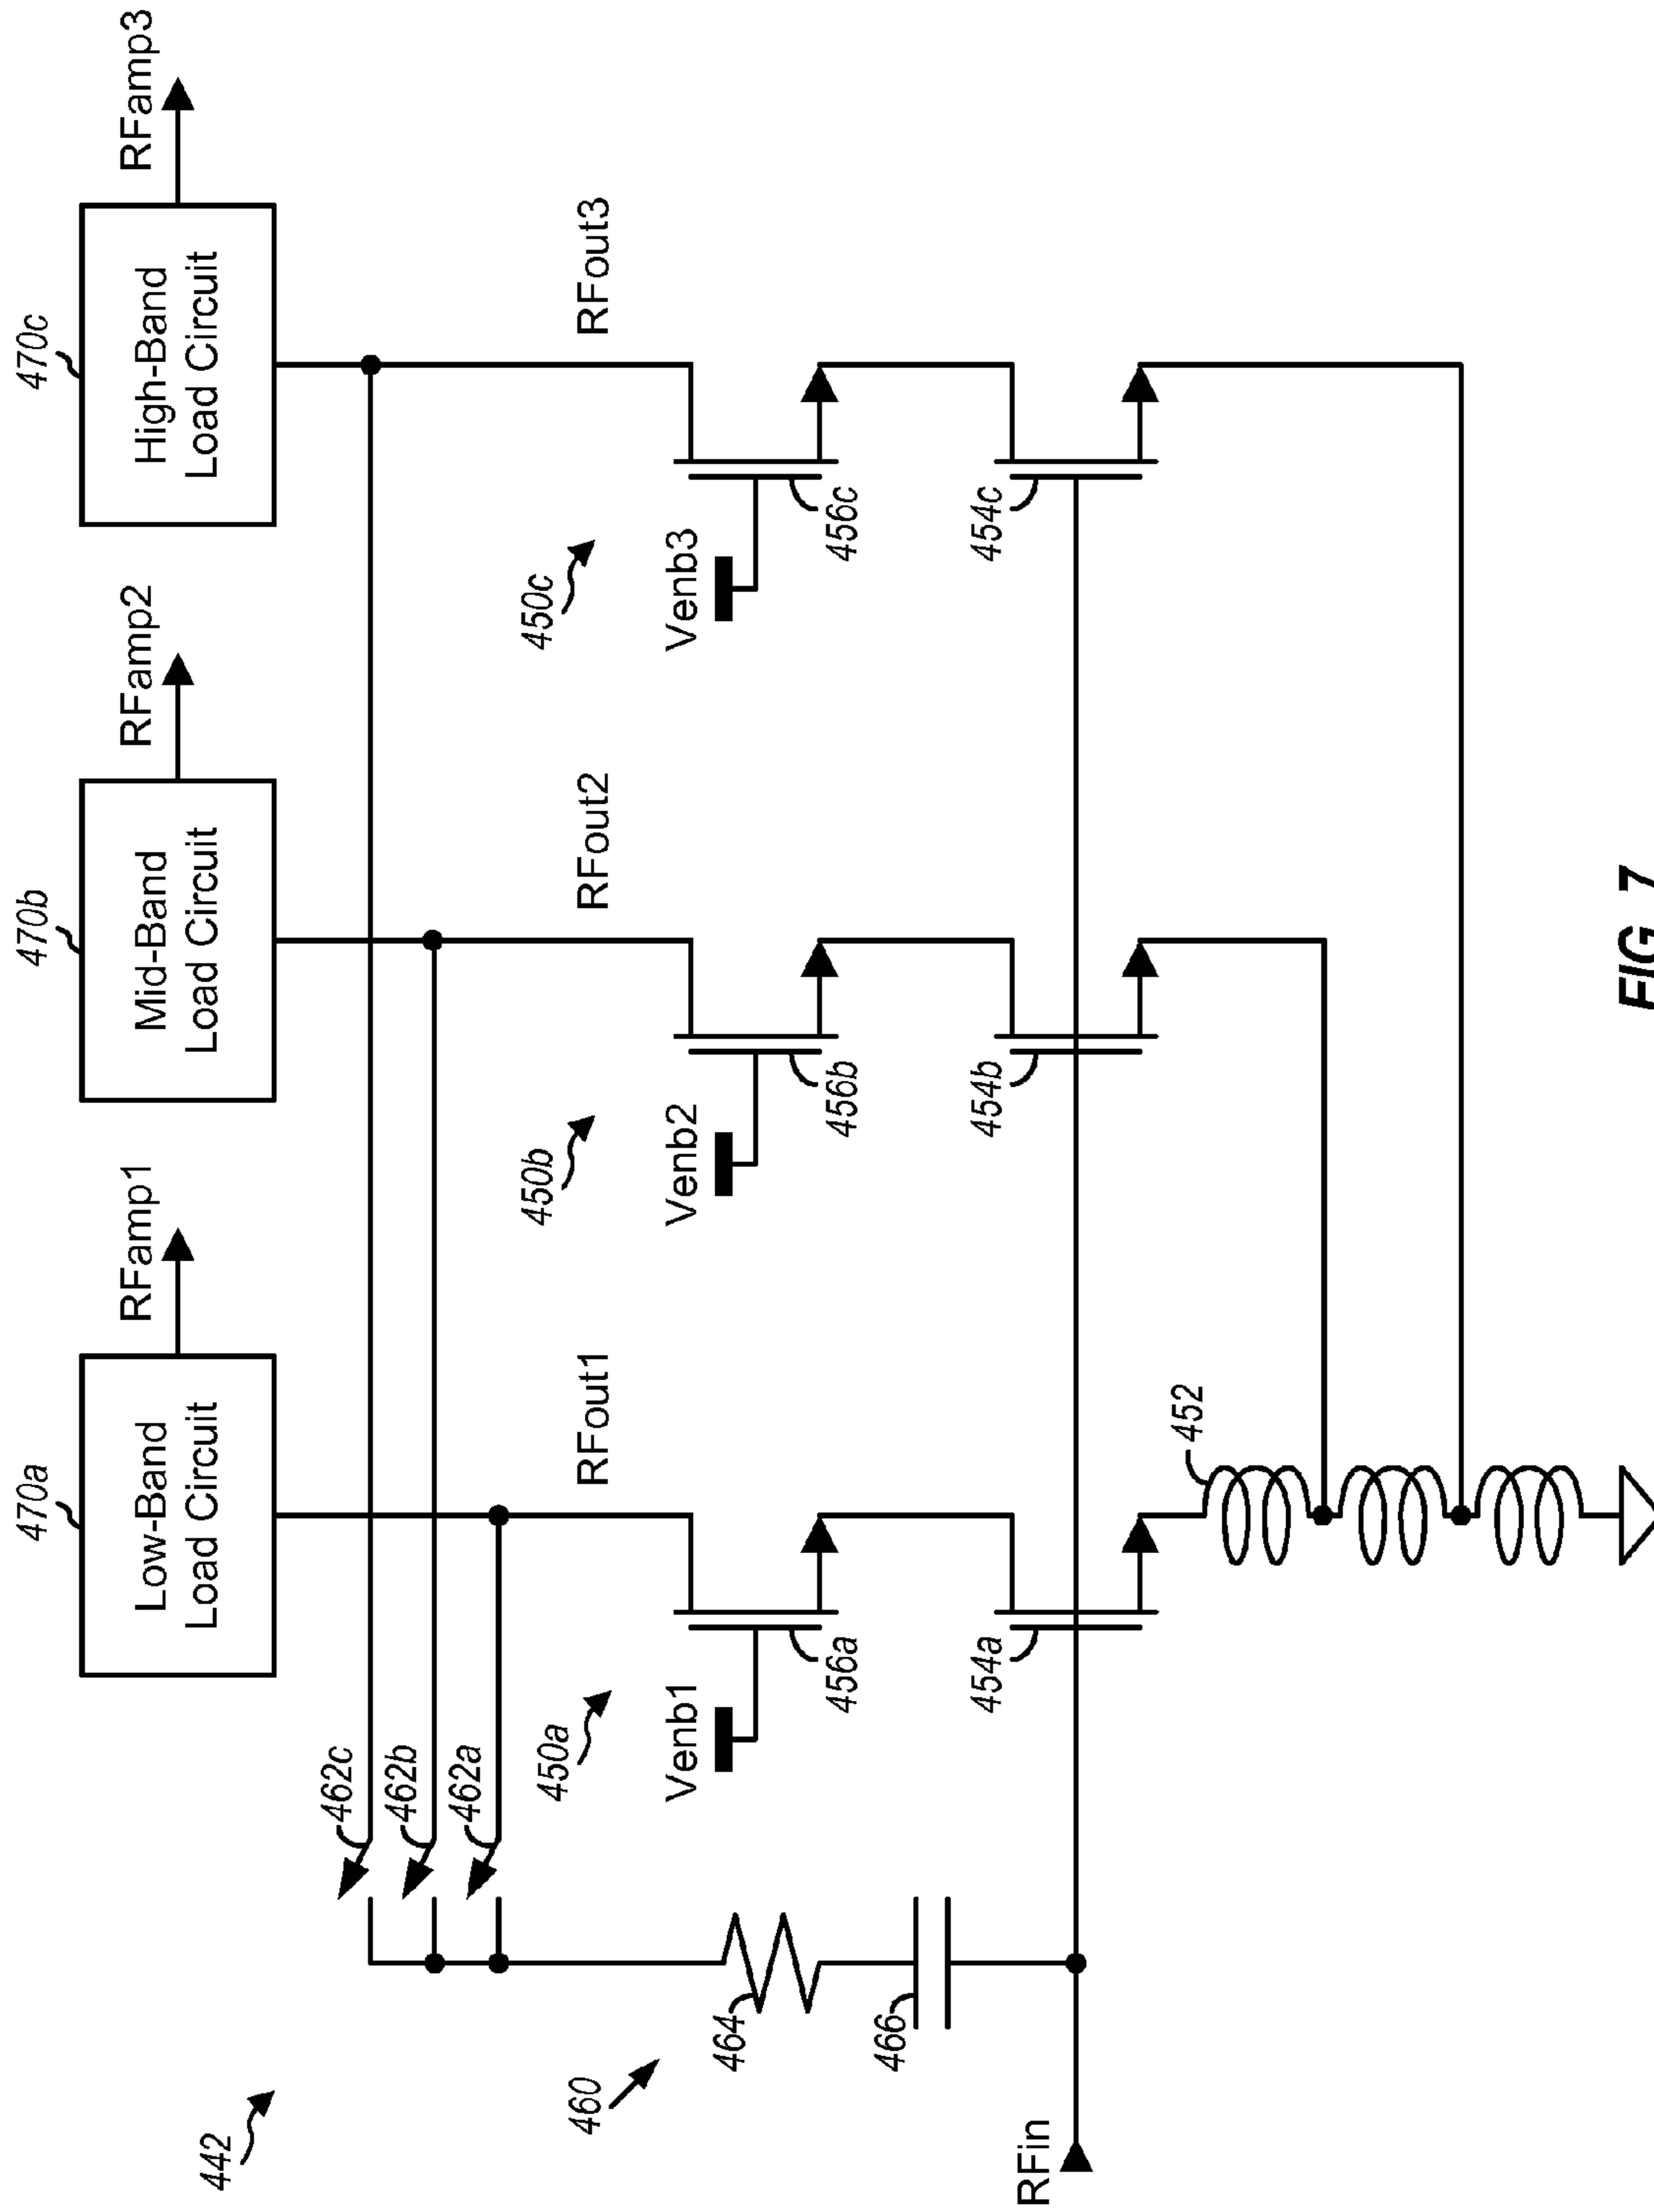 442
470a
Low-Band
Load Circuit
RFamp1
470b
Mid-Band
Load Circuit
RFamp2
470c
High-Band
Load Circuit
RFamp3
462c
462b
462a
460
464
466
RFin
RFout1
450a
Venb1
456a
454a
RFout2
450b
Venb2
456b
454b
RFout3
450c
Venb3
456c
454c
452
FIG. 7